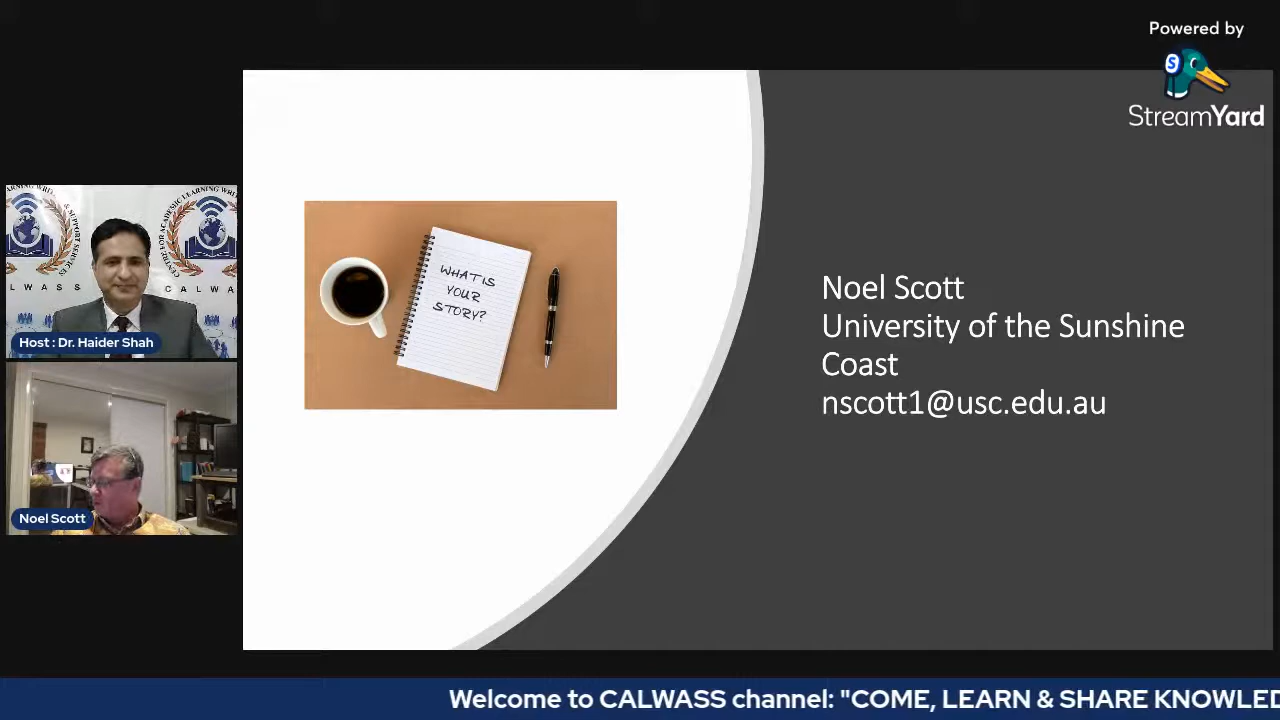 Powered by
StreamYard
Host : Dr. Haider Shah
Noel Scott
WHAT IS
YOUR
STORY?
Noel Scott
University of the Sunshine
Coast
nscott1@usc.edu.au
Welcome to CALWASS channel: "COME, LEARN & SHARE KNOWLED